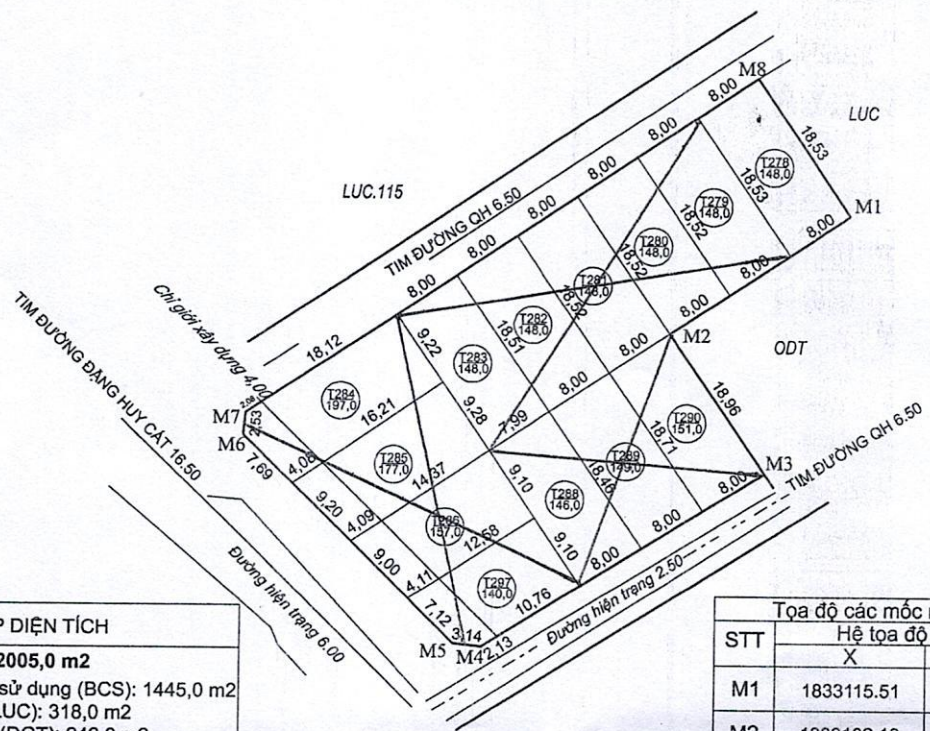 M8
8,00
LUC
8,00
18,53
T278
148,0
8,00
18,53
LUC.115
TIM ĐƯỜNG QH 6.50
8,00
T279
148,0
M1
8,00
18,52
8,00
T280
148,0
8,00
18,52
8,00
T281
148,0
8,00
Chỉ giới xây dựng 4,00
18,52
T282
148,0
8,00
M2
18,12
9,22
18,51
T283
148,0
8,00
ODT
TIM ĐƯỜNG ĐẶNG HUY CÁT 16.50
2,08
T284
197,0
16,21
9,28
7,99
18,96
M7
2,53
M6
T290
151,0
7,69
4,08
T285
177,0
14,37
18,71
TIM ĐƯỜNG QH 6.50
T289
149,0
M3
9,20
4,09
9,10
18,46
8,00
T288
146,0
T286
157,0
12,58
8,00
9,00
4,11
9,10
8,00
T297
140,0
10,76
Đường hiện trạng 2.50
Đường hiện trạng 6.00
7,12
3,14
M5
M4
2,13
P DIỆN TÍCH
2005,0 m2
sử dụng (BCS): 1445,0 m2
LUC): 318,0 m2
Tọa độ các mốc
STT
Hệ tọa độ
X
M1
1833115.51
M2